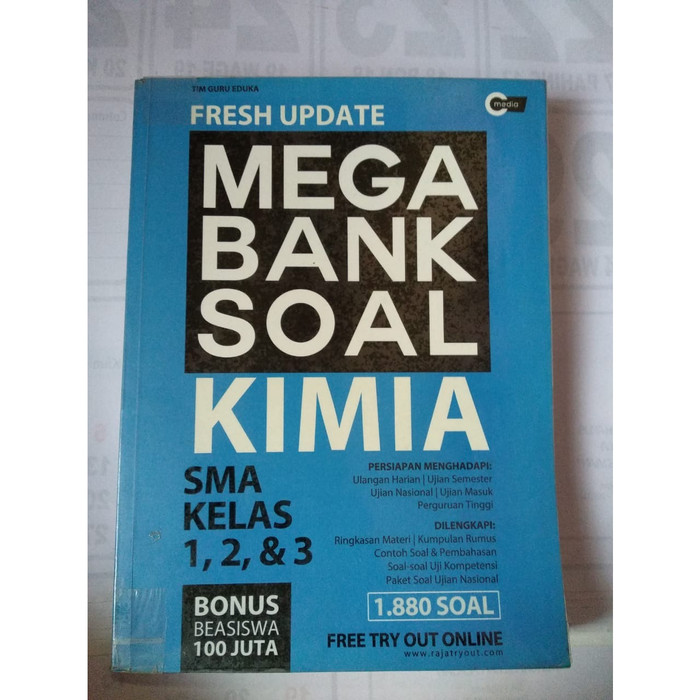 TIM GURU EDUKA
C media
FRESH UPDATE
MEGA
BANK
SOAL
KIMIA
SMA
KELAS
1, 2, & 3
PERSIAPAN MENGHADAPI:
Ulangan Harian | Ujian Semester
Ujian Nasional | Ujian Masuk
Perguruan Tinggi
DILENGKAPI:
Ringkasan Materi | Kumpulan Rumus
Contoh Soal & Pembahasan
Soal-soal Uji Kompetensi
Paket Soal Ujian Nasional
1.880 SOAL
BONUS
BEASISWA
100 JUTA
FREE TRY OUT ONLINE
www.rajatryout.com